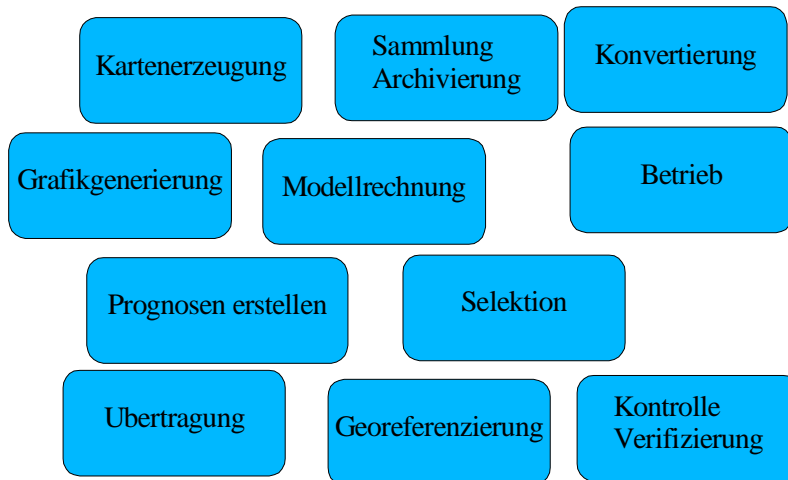 Kartenerzeugung
Sammlung
Archivierung
Konvertierung
Grafikgenerierung
Modellrechnung
Betrieb
Prognosen erstellen
Selektion
Ubertragung
Georeferenzierung
Kontrolle
Verifizierung